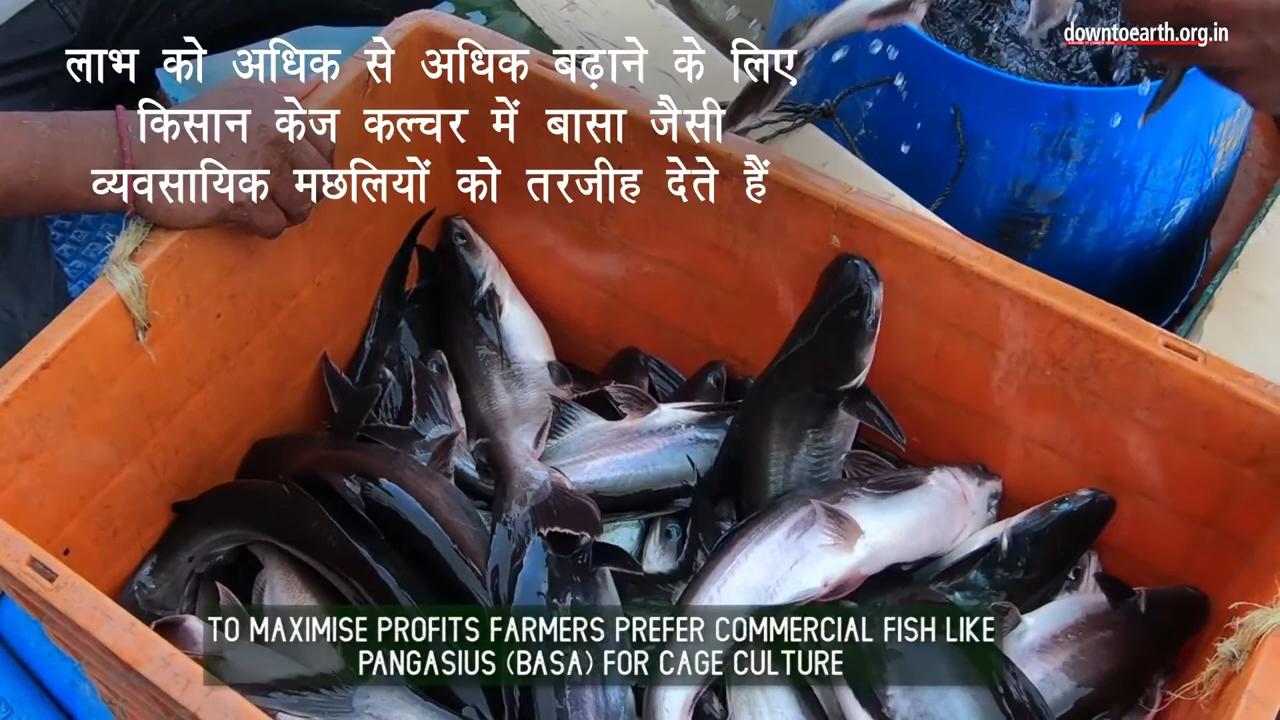 downtoearth.org.in
लाभ को अधिक से अधिक बढ़ाने के लिए
किसान केज कल्चर में बासा जैसी
व्यवसायिक मछलियों को तरजीह देते हैं
TO MAXIMISE PROFITS FARMERS PREFER COMMERCIAL FISH LIKE
PANGASIUS (BASA) FOR CAGE CULTURE